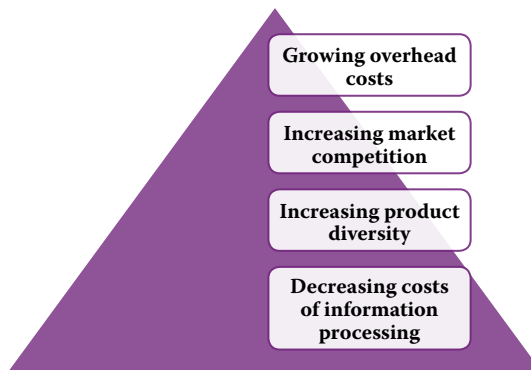 Growing overhead
costs
Increasing market
competition
Increasing product
diversity
Decreasing costs
of information
processing